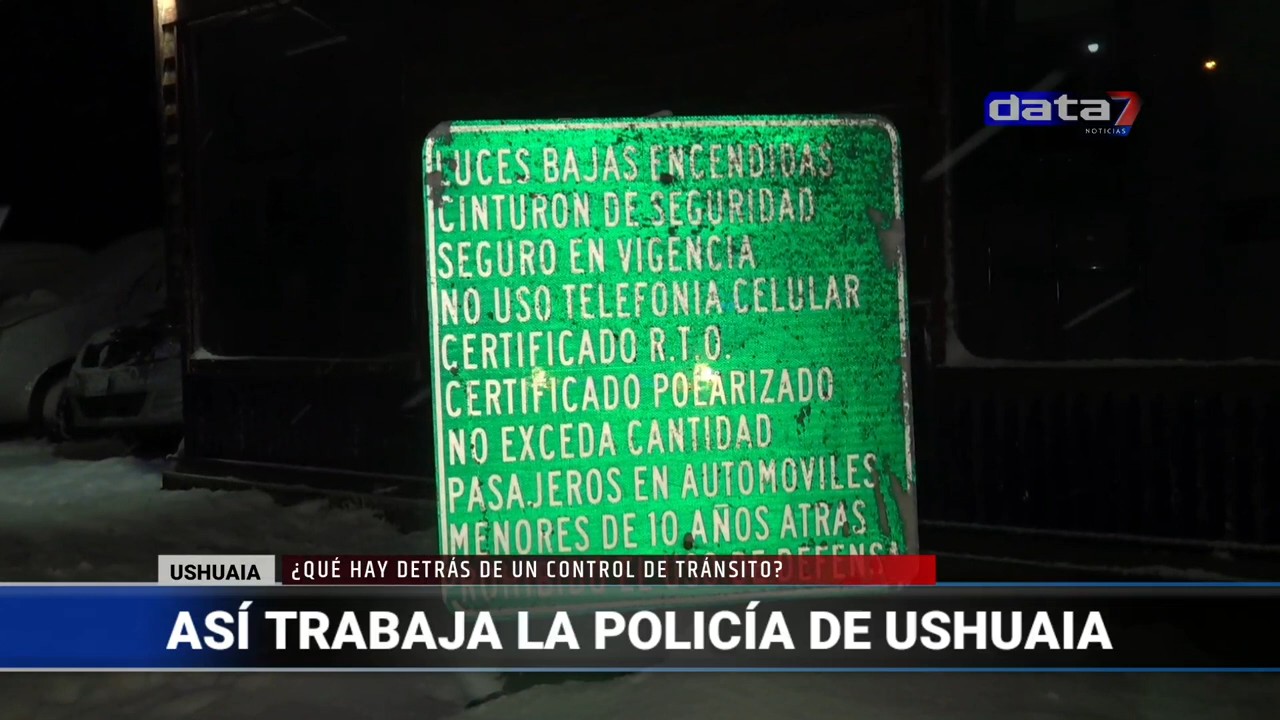 data7
NOTICIAS
LUCES BAJAS ENCENDIDAS
CINTURON DE SEGURIDAD
SEGURO EN VIGENCIA
NO USO TELEFONIA CELULAR
CERTIFICADO R.T.O.
CERTIFICADO POLARIZADO
NO EXCEDA CANTIDAD
PASAJEROS EN AUTOMOVILES
MENORES DE 10 AÑOS ATRAS
DE DEFENSA
USHUAIA
¿QUÉ HAY DETRÁS DE UN CONTROL DE TRÁNSITO?
ASÍ TRABAJA LA POLICÍA DE USHUAIA